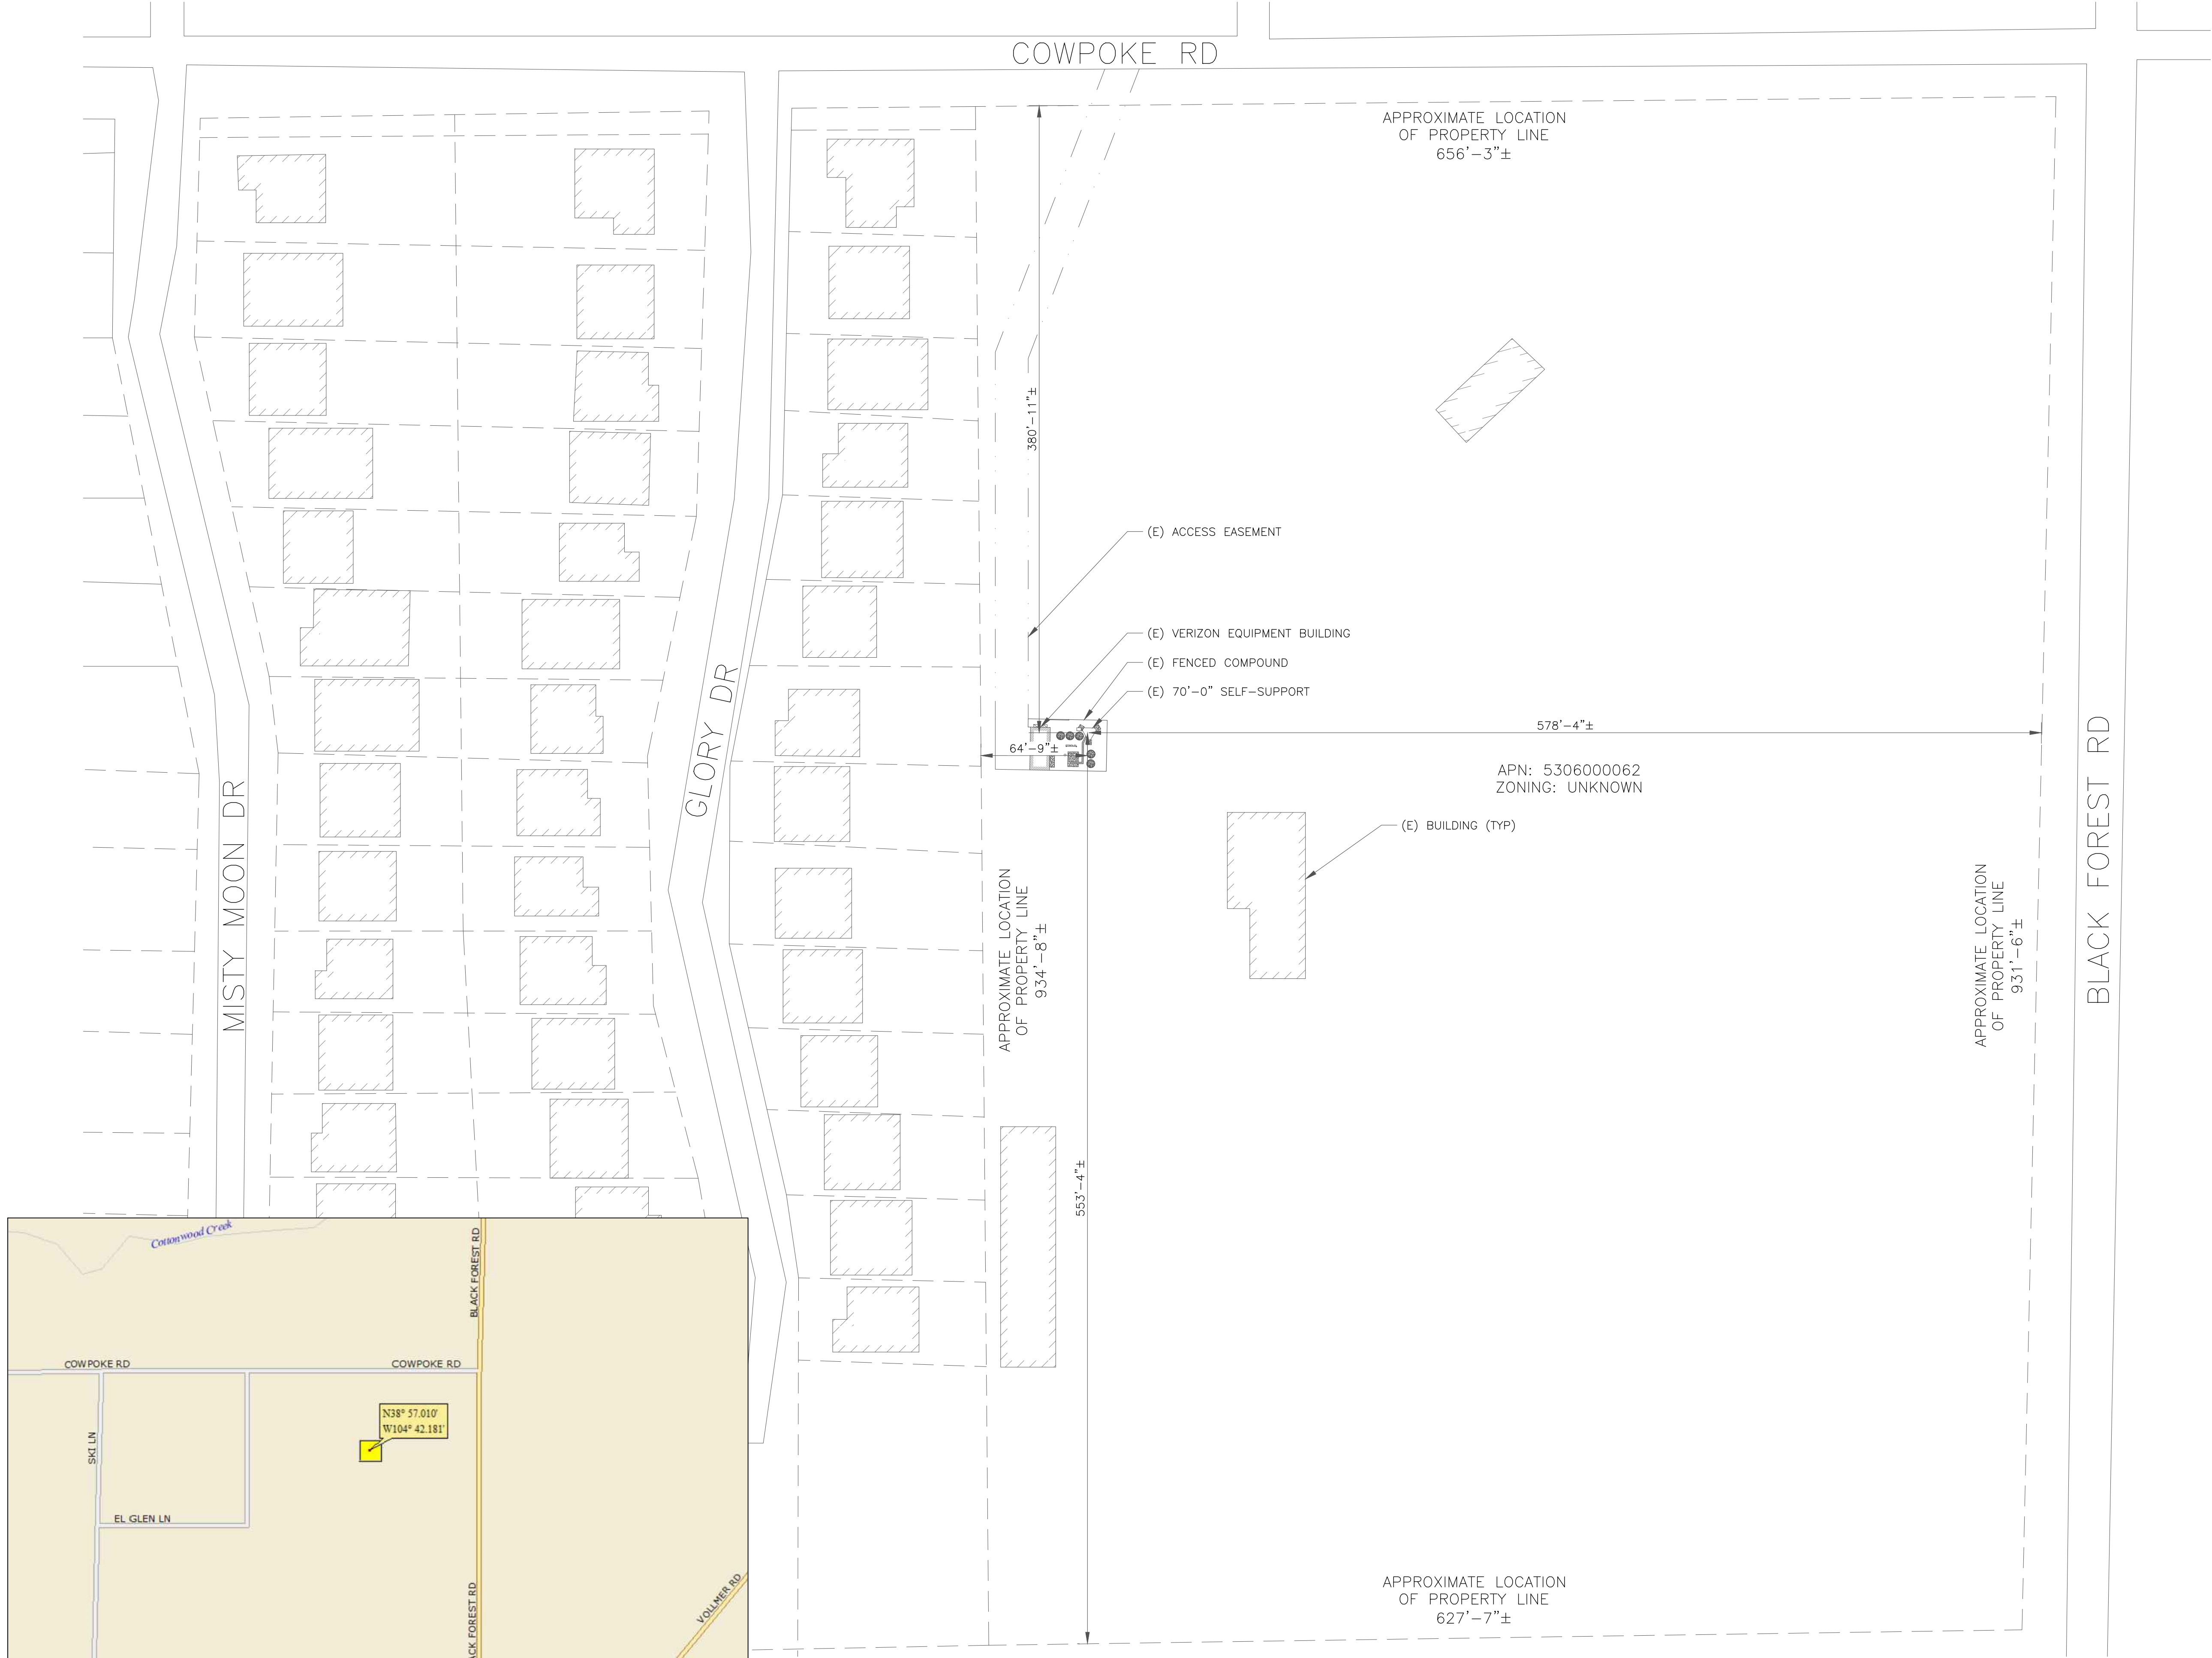 COWPOKE RD
APPROXIMATE LOCATION
OF PROPERTY LINE
656'-3"±
380'-11"±
(E) ACCESS EASEMENT
(E) VERIZON EQUIPMENT BUILDING
(E) FENCED COMPOUND
(E) 70'-0" SELF-SUPPORT
578'-4"±
64'-9"±
APN: 5306000062
ZONING: UNKNOWN
(E) BUILDING (TYP)
MISTY MOON DR
GLORY DR
APPROXIMATE LOCATION
OF PROPERTY LINE
934'-8"±
APPROXIMATE LOCATION
OF PROPERTY LINE
931'-6"±
BLACK FOREST RD
553'-4"±
APPROXIMATE LOCATION
OF PROPERTY LINE
627'-7"±
Cottonwood Creek
BLACK FOREST RD
COWPOKE RD
COWPOKE RD
N38° 57.010'
W104° 42.181'
SKI LN
EL GLEN LN
FOREST RD
VOLLMER RD